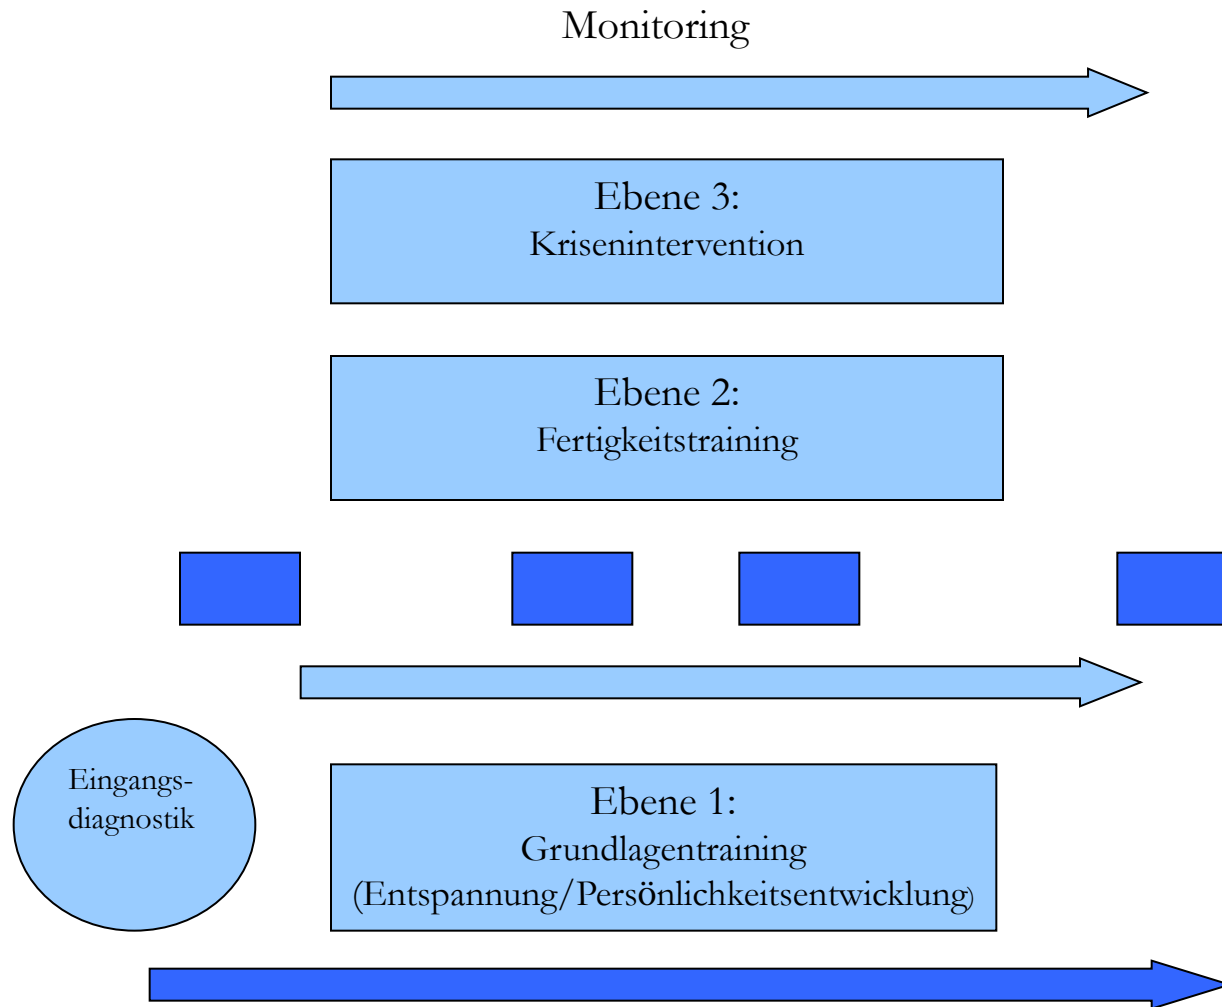 Monitoring
Ebene 3:
Krisenintervention
Ebene 2:
Fertigkeitstraining
Eingangs-
diagnostik
Ebene 1:
Grundlagentraining
(Entspannung/Persönlichkeitsentwicklung)